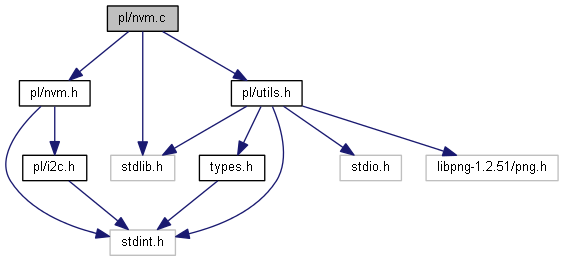 pl/nvm.c
pl/nvm.h
pl/utils.h
pl/i2c.h
stdlib.h
types.h
stdio.h
libpng-1.2.51/png.h
stdint.h